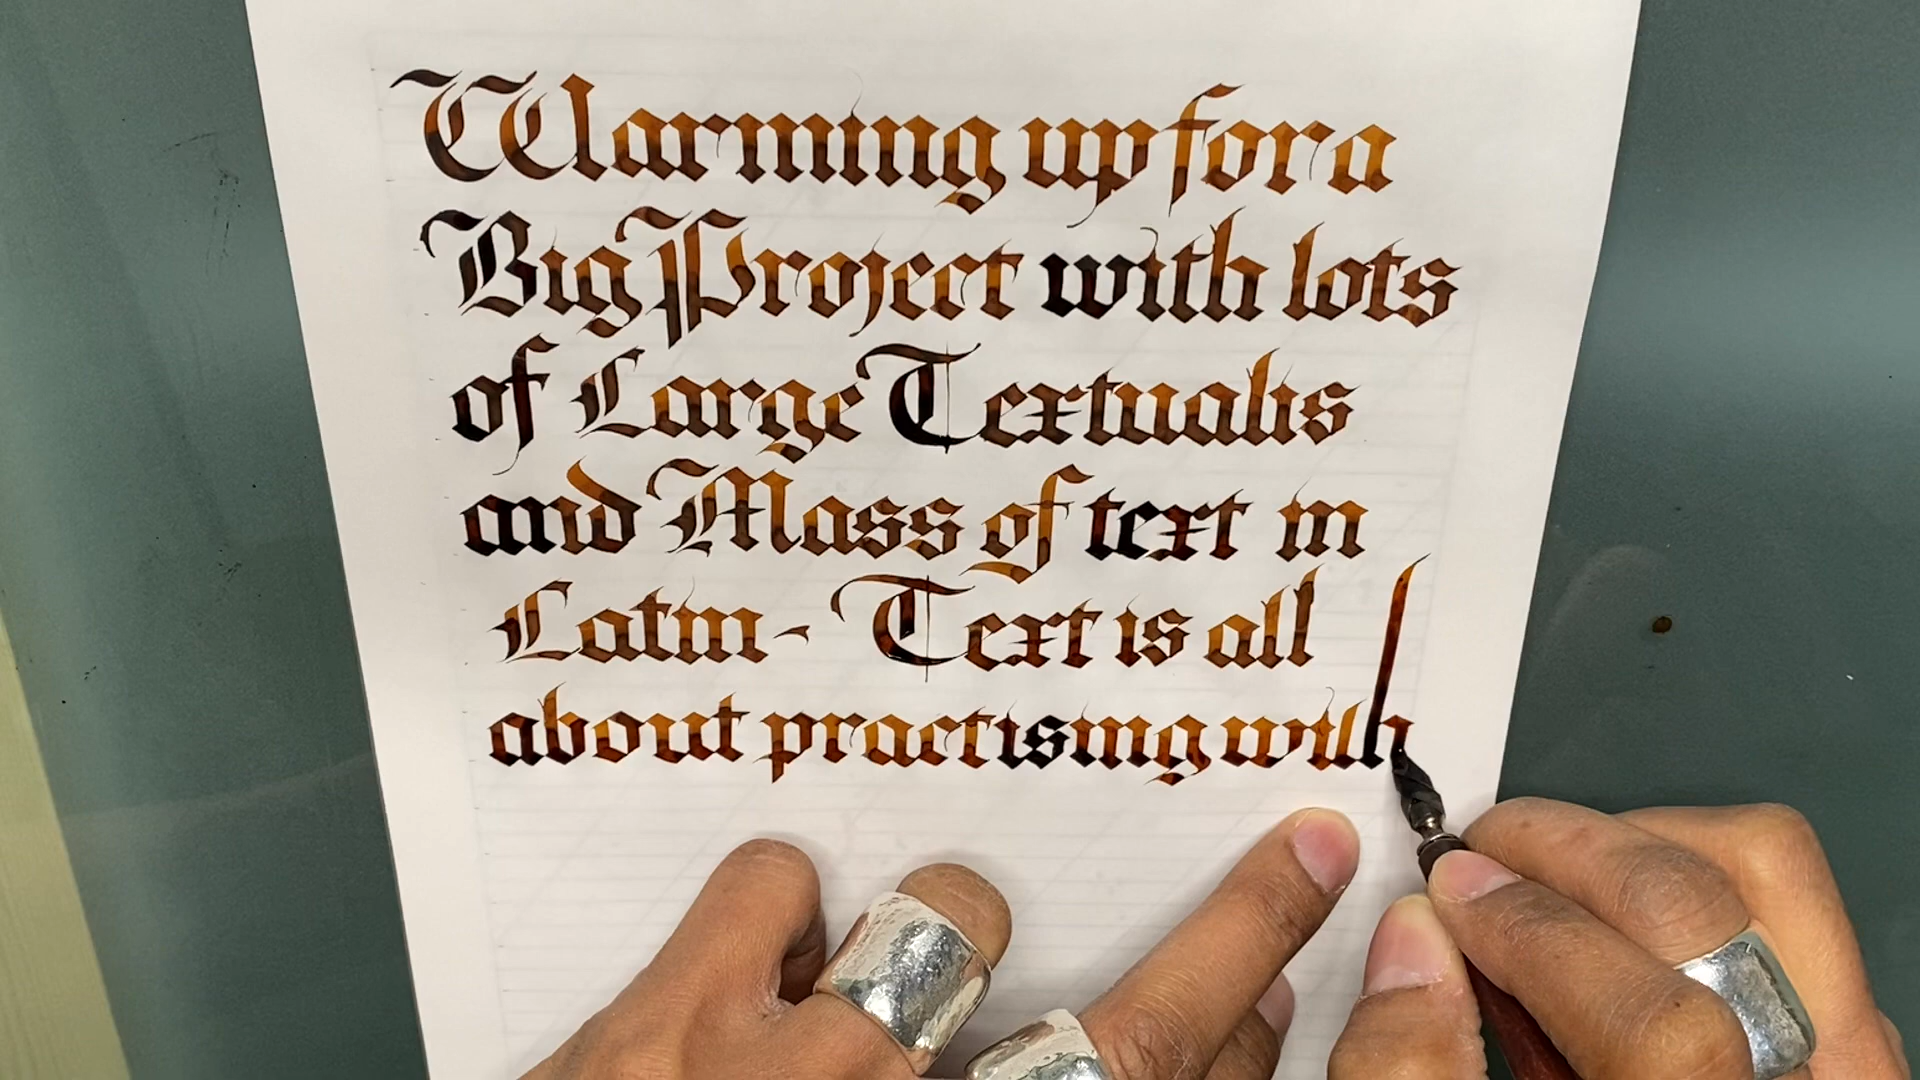 Warming up for a
Big Project with lots
of Large Textualis
and Mass of text in
Latin - Text is all
about practising with